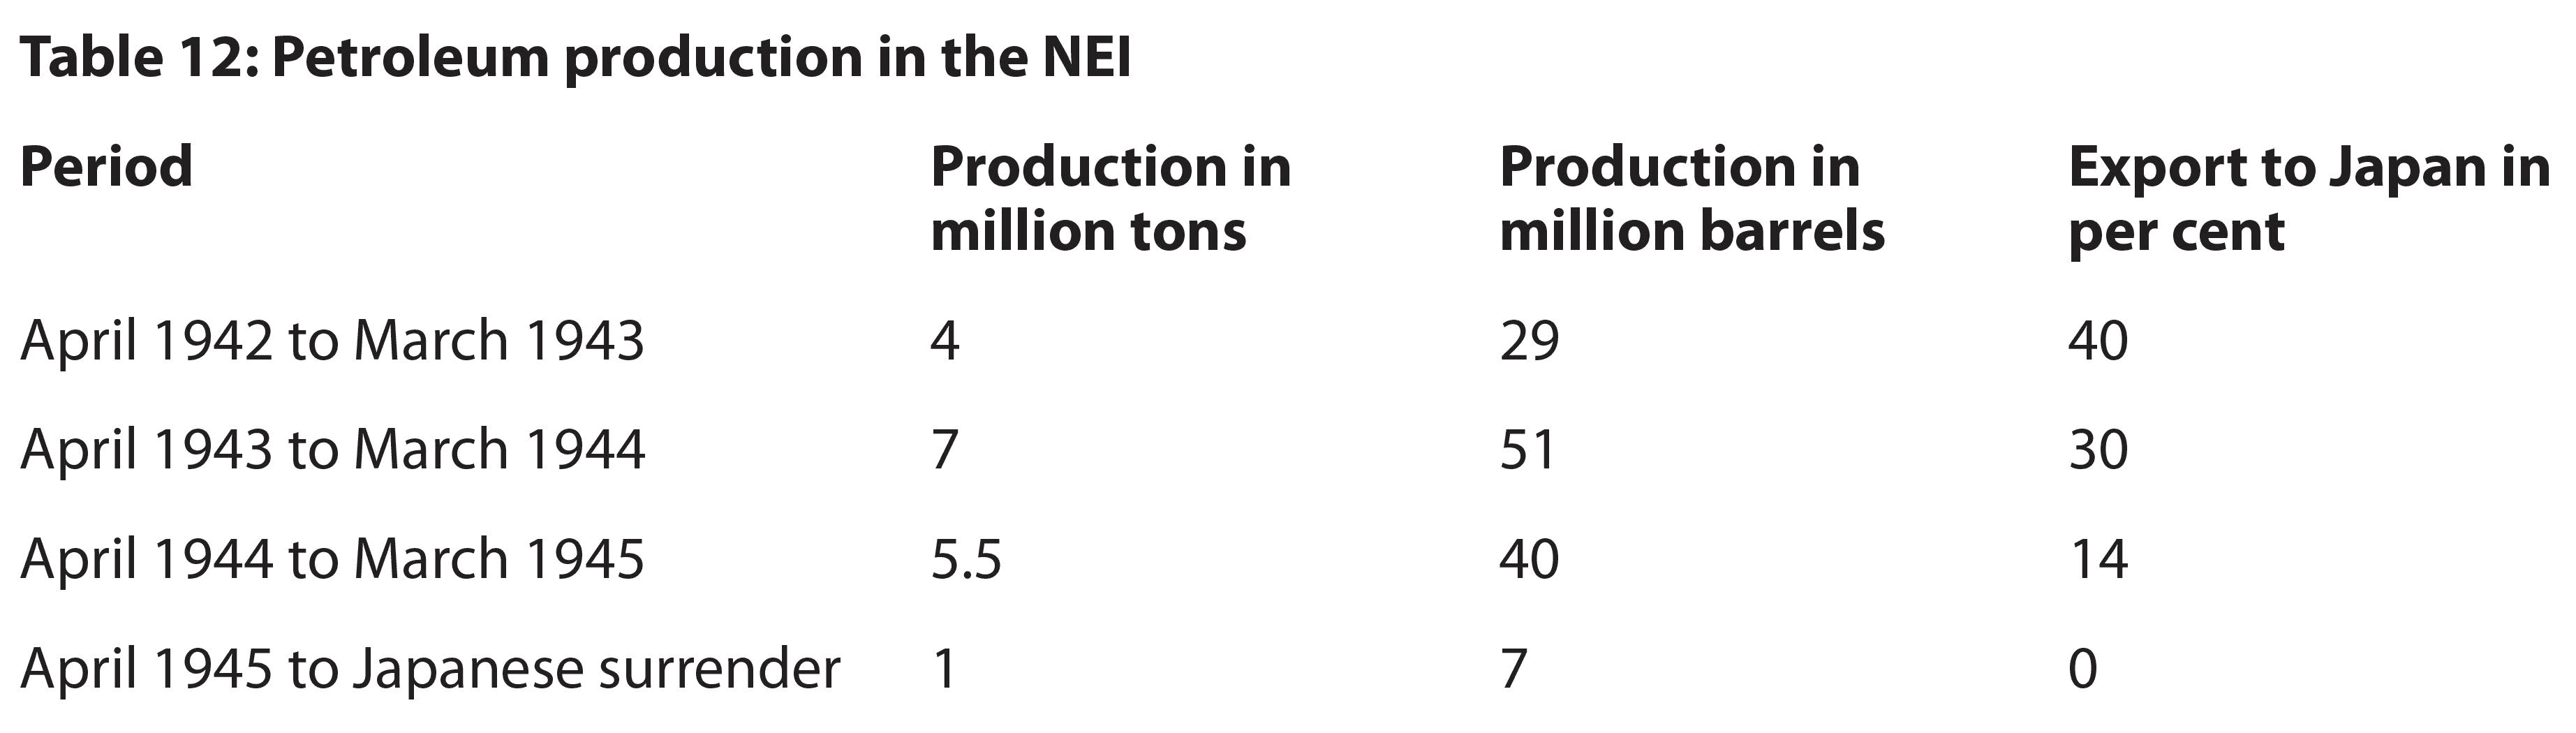 Table 12: Petroleum production in the NEI
Period Production in million tons Production in million barrels Export to Japan in per cent
April 1942 to March 1943 4 29 40
April 1943 to March 1944 7 51 30
April 1944 to March 1945 5.5 40 14
April 1945 to Japanese surrender 1 7 0